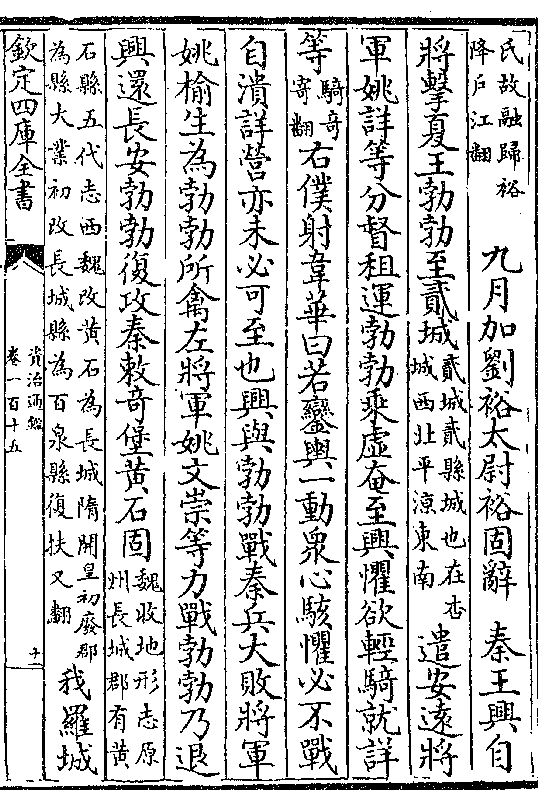 氏故融歸裕
降戶江翻
九月加劉裕太尉裕固辭　秦王興自
將擊夏王勃勃至貳城
貳城貳縣城也在杏
城西北平涼東南
遣安遠將
軍姚詳等分督租運勃勃乘虛奄至興懼欲輕騎就詳
等
騎奇
寄翻
右僕射韋華曰若鑾輿一動衆心駭懼必不戰
自潰詳營亦未必可至也興與勃勃戰秦兵大敗將軍
姚榆生為勃勃所禽左將軍姚文崇等力戰勃勃乃退
興還長安勃勃復攻秦敕奇堡黃石固
魏收地形志原
州長城郡有黃
石縣五代志西魏改黃石為長城隋開皇初廢郡
為縣大業初改長城縣為百泉縣復扶又翻
我羅城
欽定四庫全書
資治通鑑
卷一百十五
十一